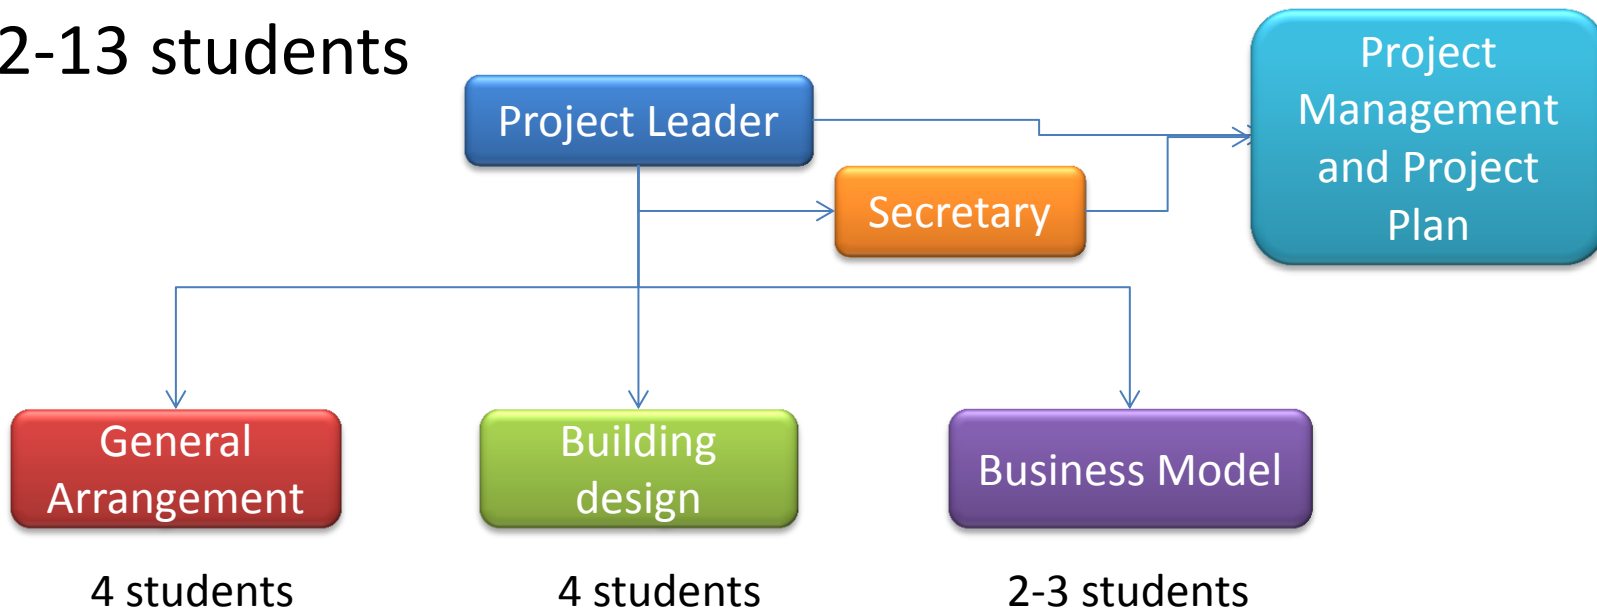 2-13 students
Project Leader
Project
Management
and Project
Plan
Secretary
General
Arrangement
Building
design
Business Model
4 students
4 students
2-3 students